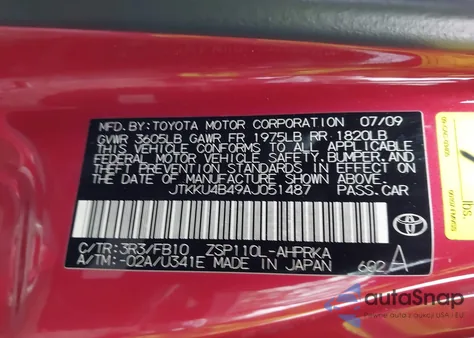 MFD.BY:TOYOTA MOTOR CORPORATION 07/09
GVWR 3605LB GAWR FR 1975LB RR 1820LB
THIS VEHICLE CONFORMS TO ALL APPLICABLE
FEDERAL MOTOR VEHICLE SAFETY,BUMPER,AND
THEFT PREVENTION STANDARDS IN EFFECT ON
THE DATE OF MANUFACTURE SHOWN ABOVE.
JTKKU4B49AJ051487 PASS.CAR
C/TR:3R3/FB10 ZSP110L-AHPRKA
A/TM:-02A/U341E MADE IN JAPAN 602 A
TOYOTA
lbs.
autoSnap